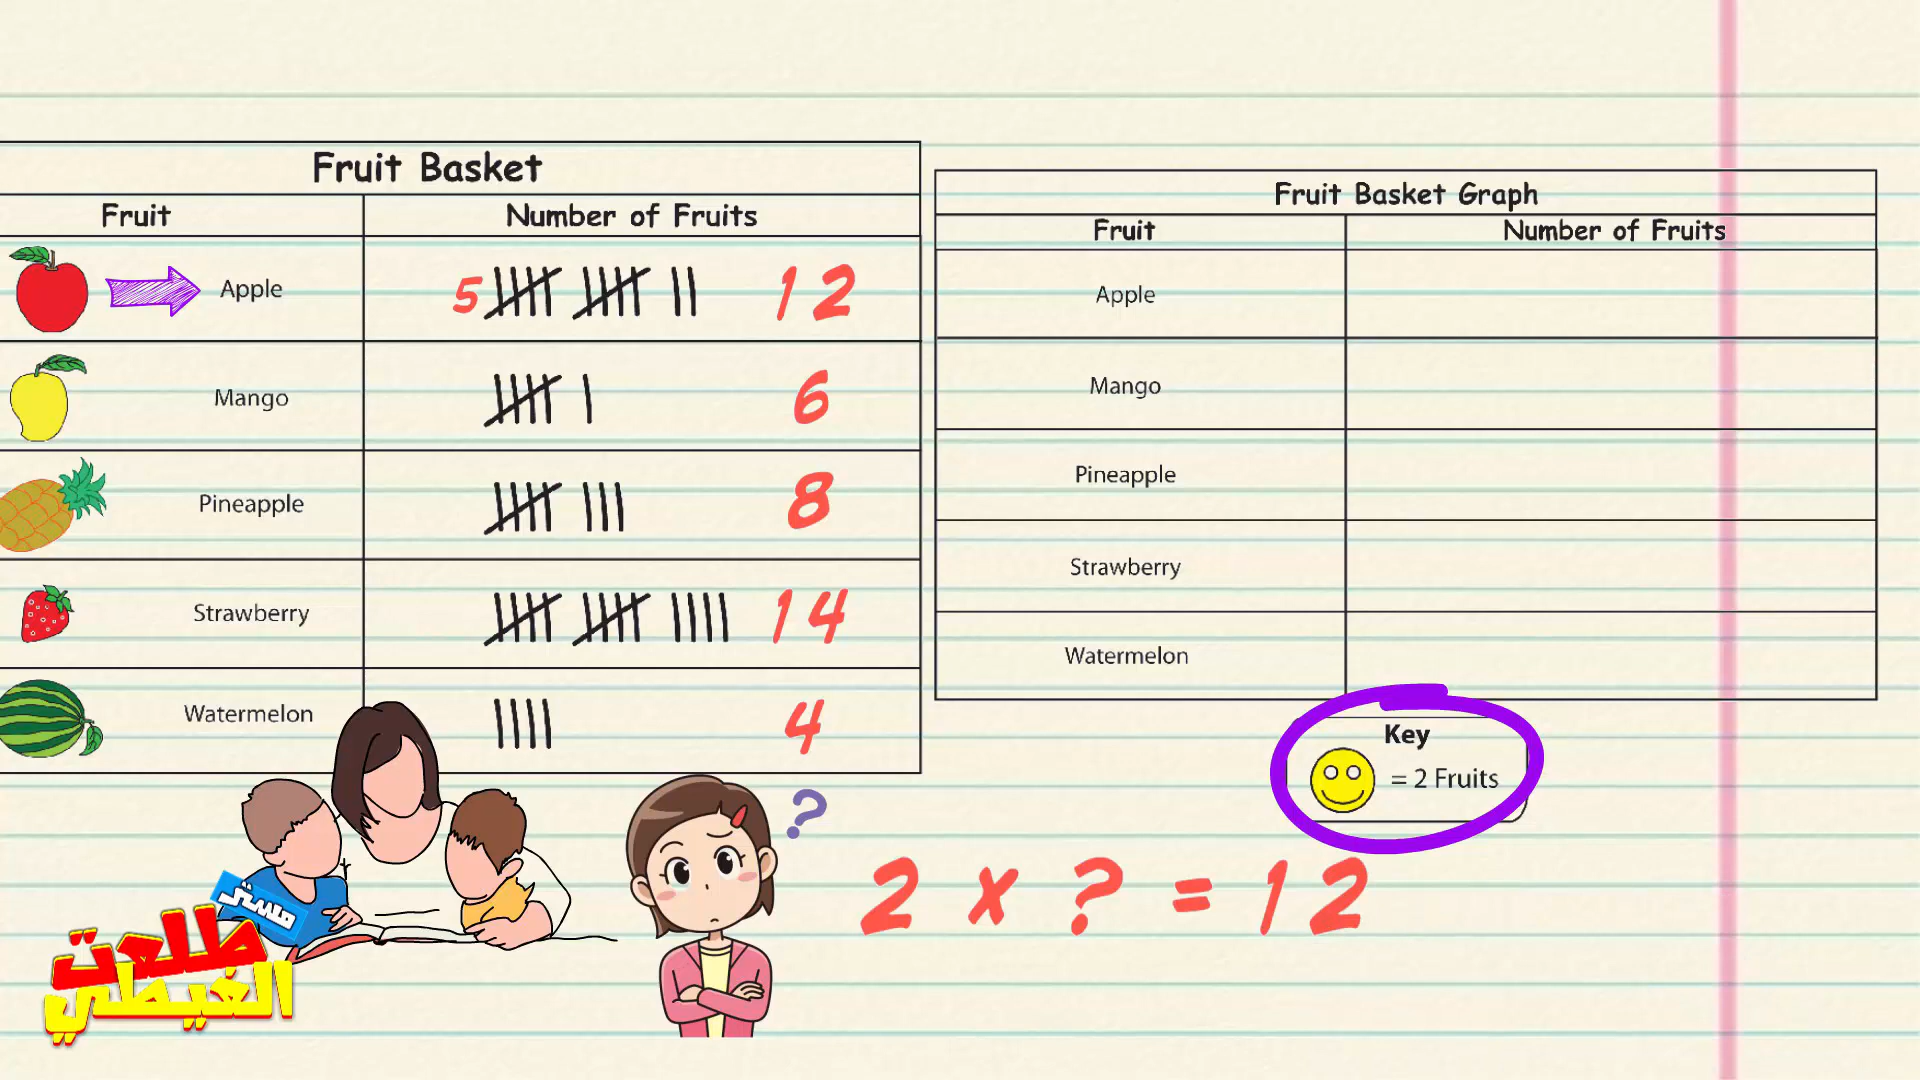 Fruit Basket
Fruit Number of Fruits
Apple 5 12
Mango 6
Pineapple 8
Strawberry 14
Watermelon 4
Fruit Basket Graph
Fruit Number of Fruits
Apple
Mango
Pineapple
Strawberry
Watermelon
Key
= 2 Fruits
?
2 x ? = 12
مستر
طلعت
الغيطي